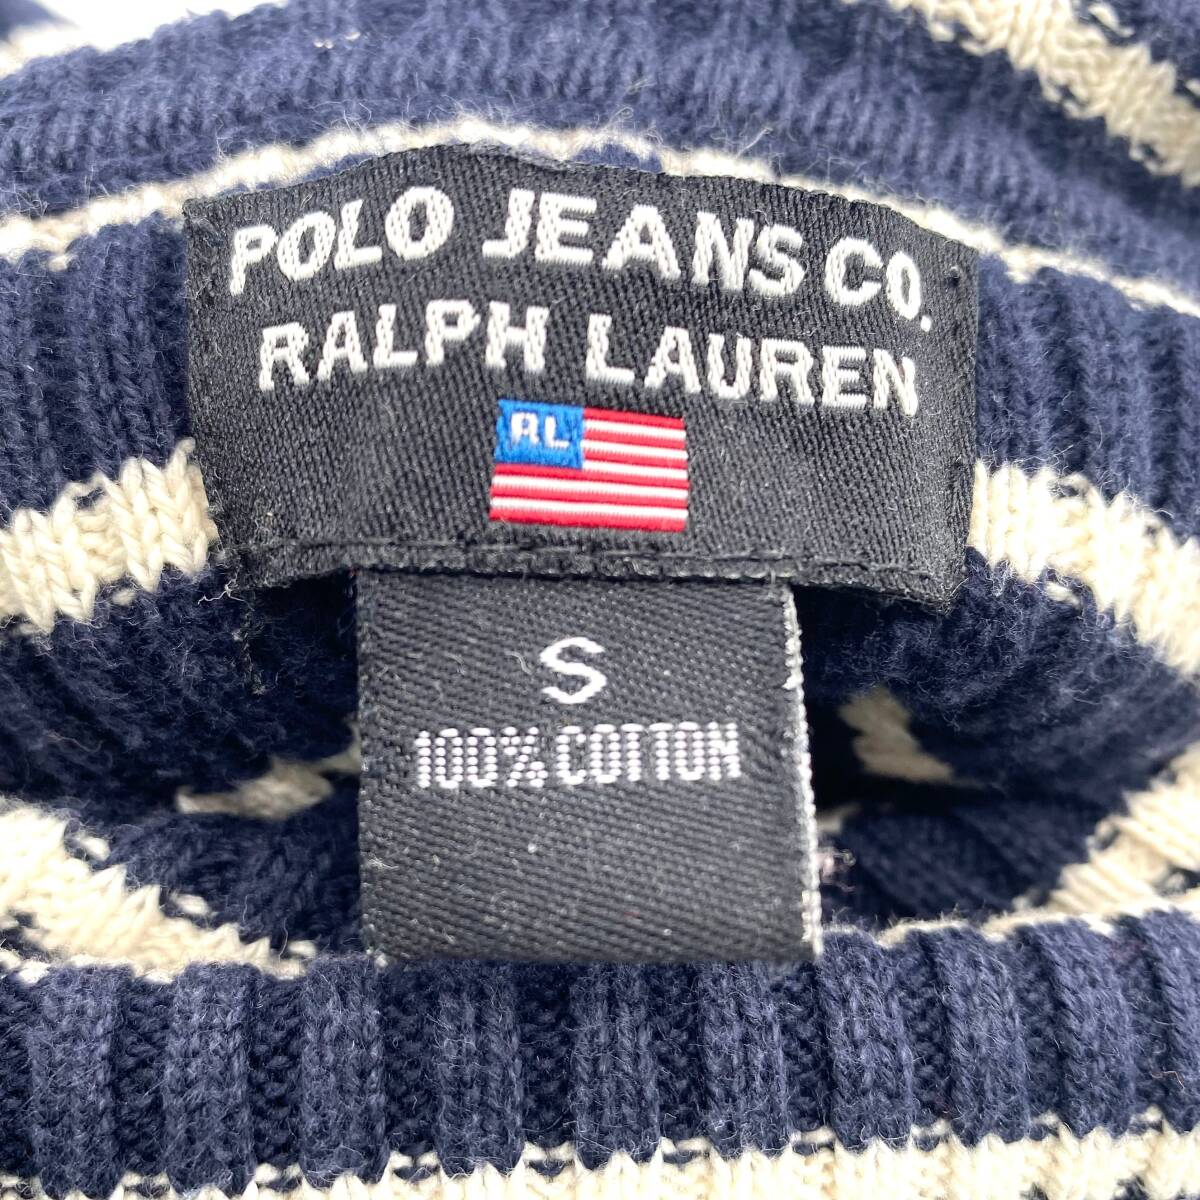 POLO JEANS CO.
RALPH LAUREN
RL
S
100% COTTON